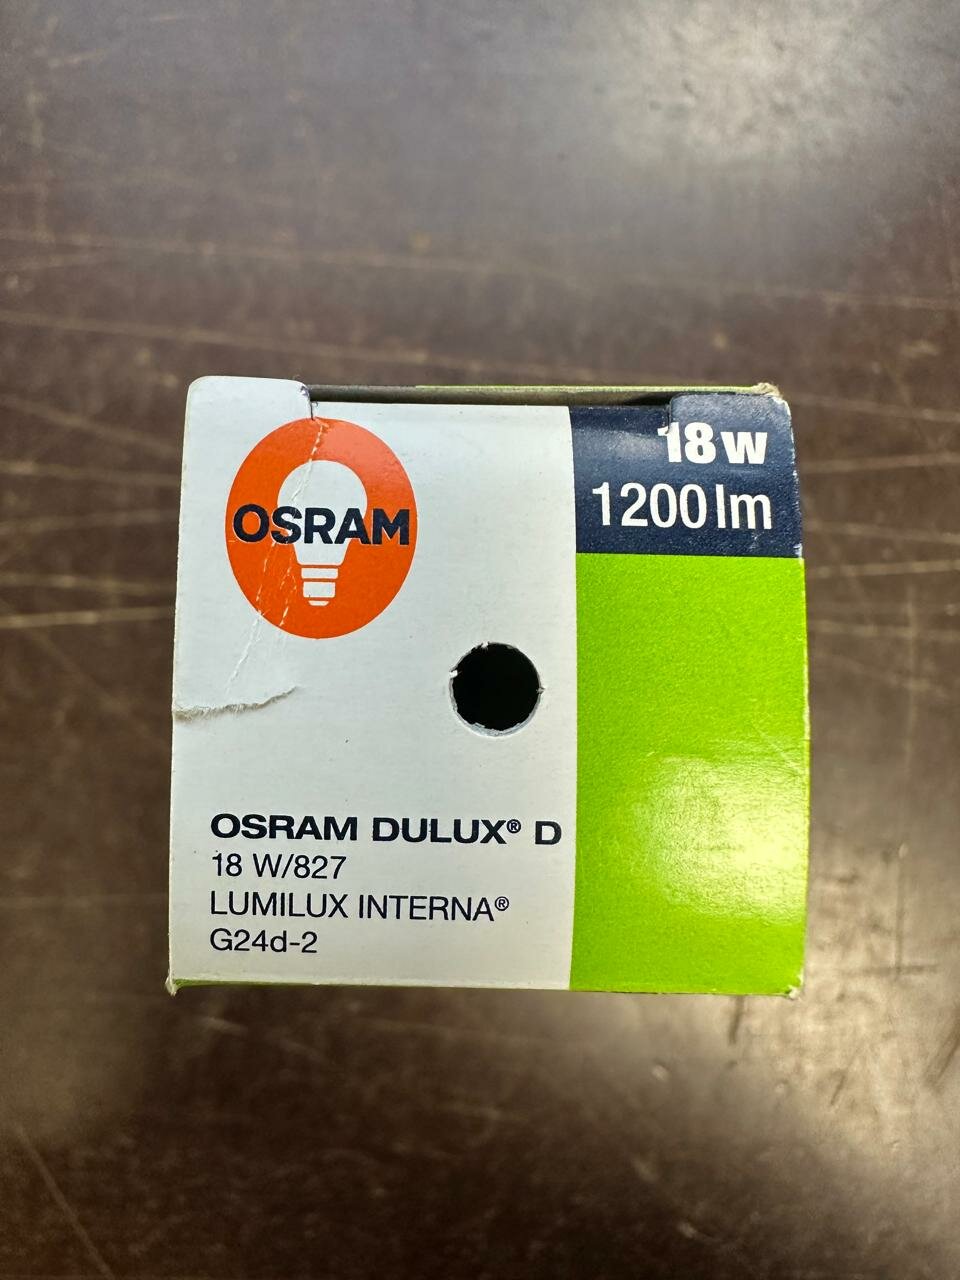 OSRAM
18 W
1200 lm
OSRAM DULUX® D
18 W/827
LUMILUX INTERNA®
G24d-2